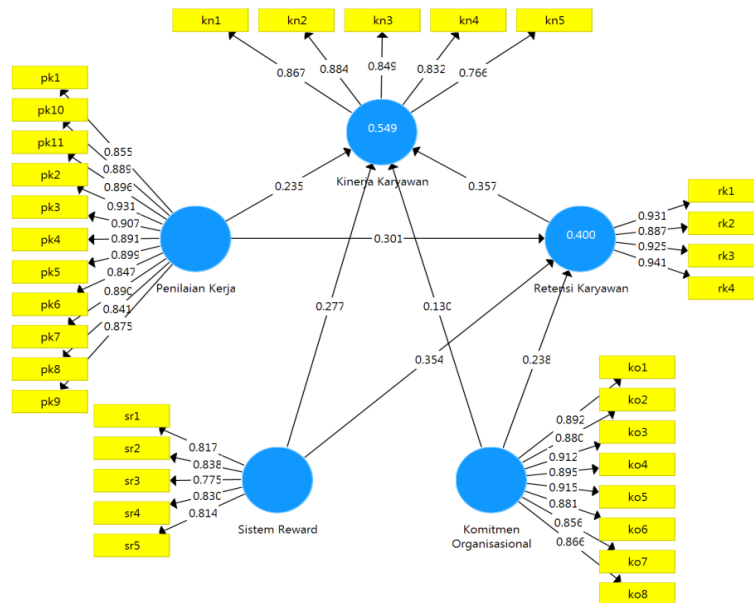 kn1 kn2 kn3 kn4 kn5
0.867 0.884 0.849 0.832 0.766
0.549
Kinerja Karyawan
pk1
pk10
pk11
pk2
pk3
pk4
pk5
pk6
pk7
pk8
pk9
0.855
0.889
0.896
0.931
0.907
0.891
0.899
0.847
0.890
0.841
0.875
Penilaian Kerja
0.235
0.357
0.301
0.400
Retensi Karyawan
rk1
rk2
rk3
rk4
0.931
0.887
0.925
0.941
0.277
0.130
0.354
0.238
sr1
sr2
sr3
sr4
sr5
0.817
0.838
0.775
0.830
0.814
Sistem Reward
Komitmen
Organisasional
0.892
0.880
0.912
0.895
0.915
0.881
0.856
0.866
ko1
ko2
ko3
ko4
ko5
ko6
ko7
ko8